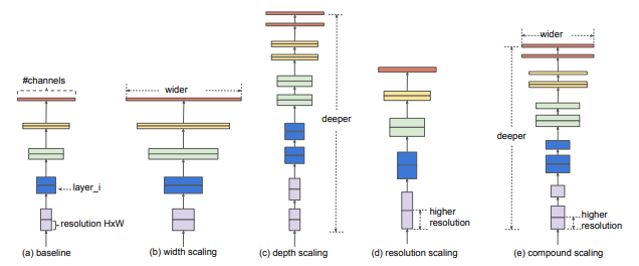 #channels
layer_i
resolution HxW
(a) baseline
wider
(b) width scaling
deeper
(c) depth scaling
higher
resolution
(d) resolution scaling
wider
deeper
higher
resolution
(e) compound scaling